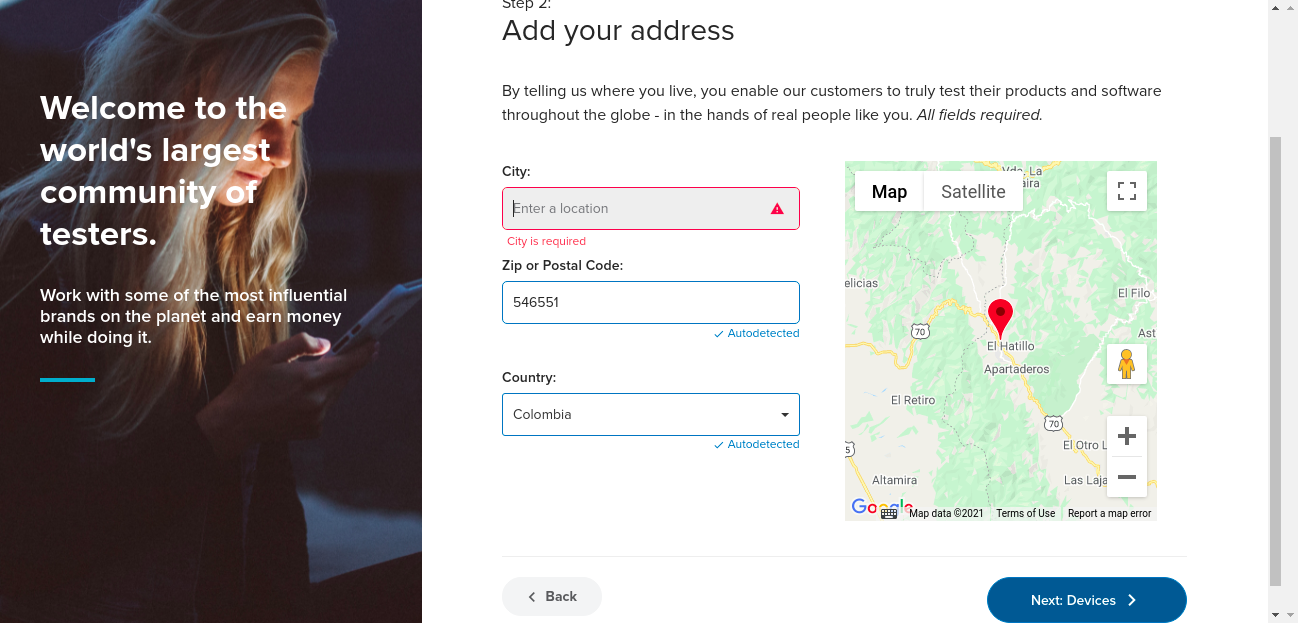 Step 2:
Add your address
Welcome to the
world's largest
community of
testers.
Work with some of the most influential
brands on the planet and earn money
while doing it.
By telling us where you live, you enable our customers to truly test their products and software
throughout the globe - in the hands of real people like you. All fields required.
City:
Enter a location
City is required
Zip or Postal Code:
546551
Autodetected
Country:
Colombia
Autodetected
Map
Satellite
Vda. La
elicias
El Filo
70
Ast
El Hatillo
Apartaderos
El Retiro
70
El Otro L
5
Altamira
Las Laja
Google
Map data ©2021
Terms of Use
Report a map error
Back
Next: Devices